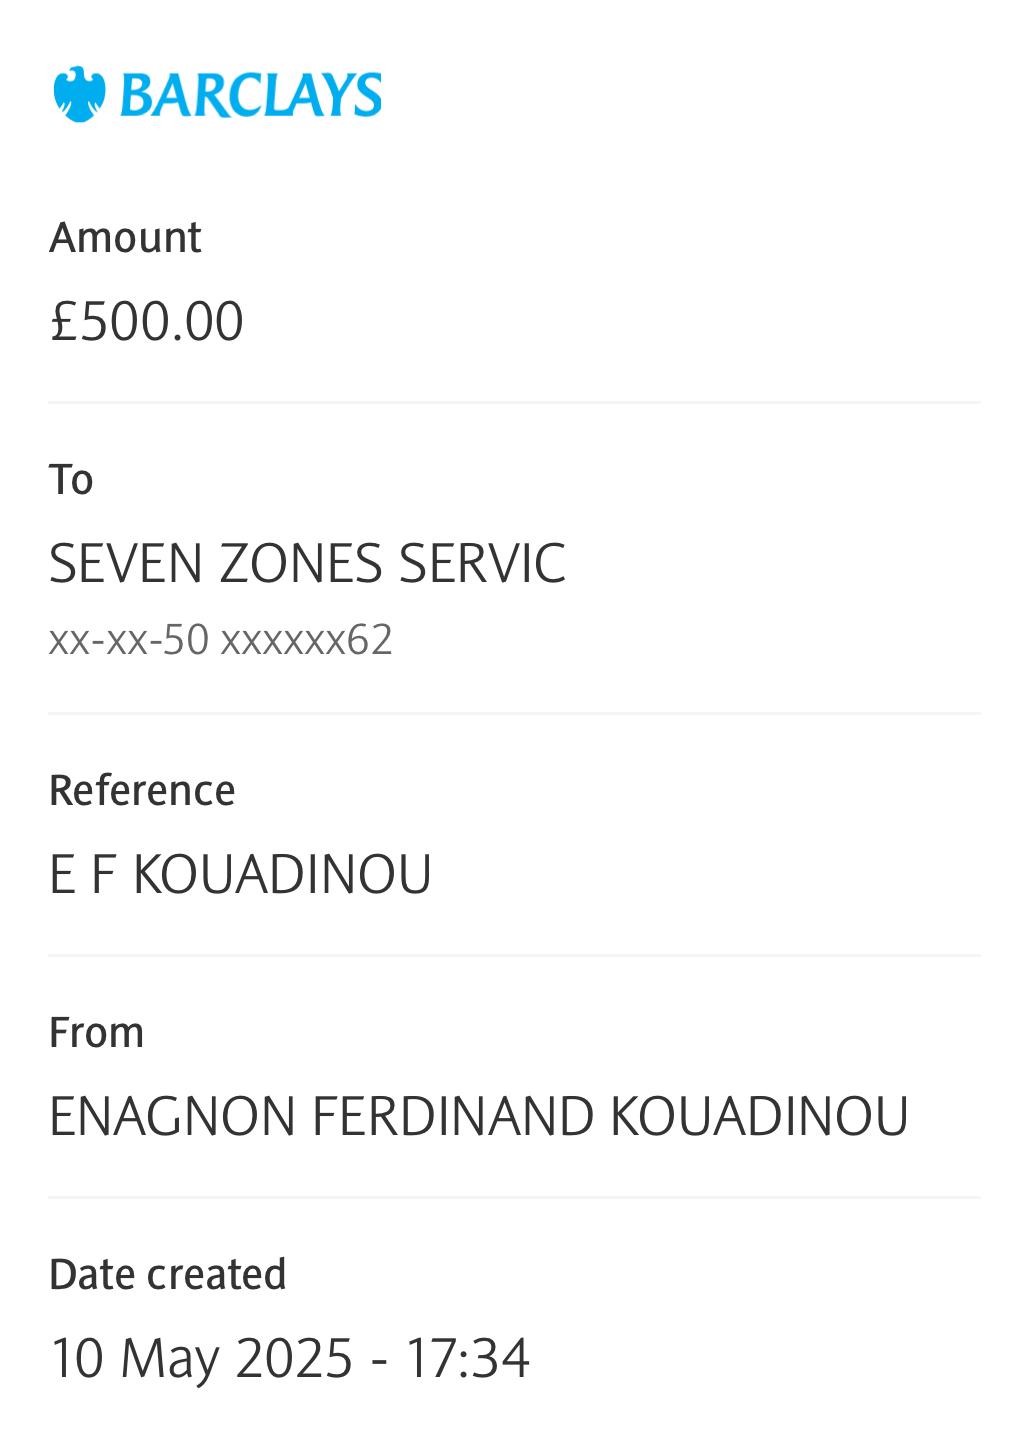 BARCLAYS
Amount
£500.00
To
SEVEN ZONES SERVIC
xx-xx-50 xxxxxx62
Reference
E F KOUADINOU
From
ENAGNON FERDINAND KOUADINOU
Date created
10 May 2025 - 17:34